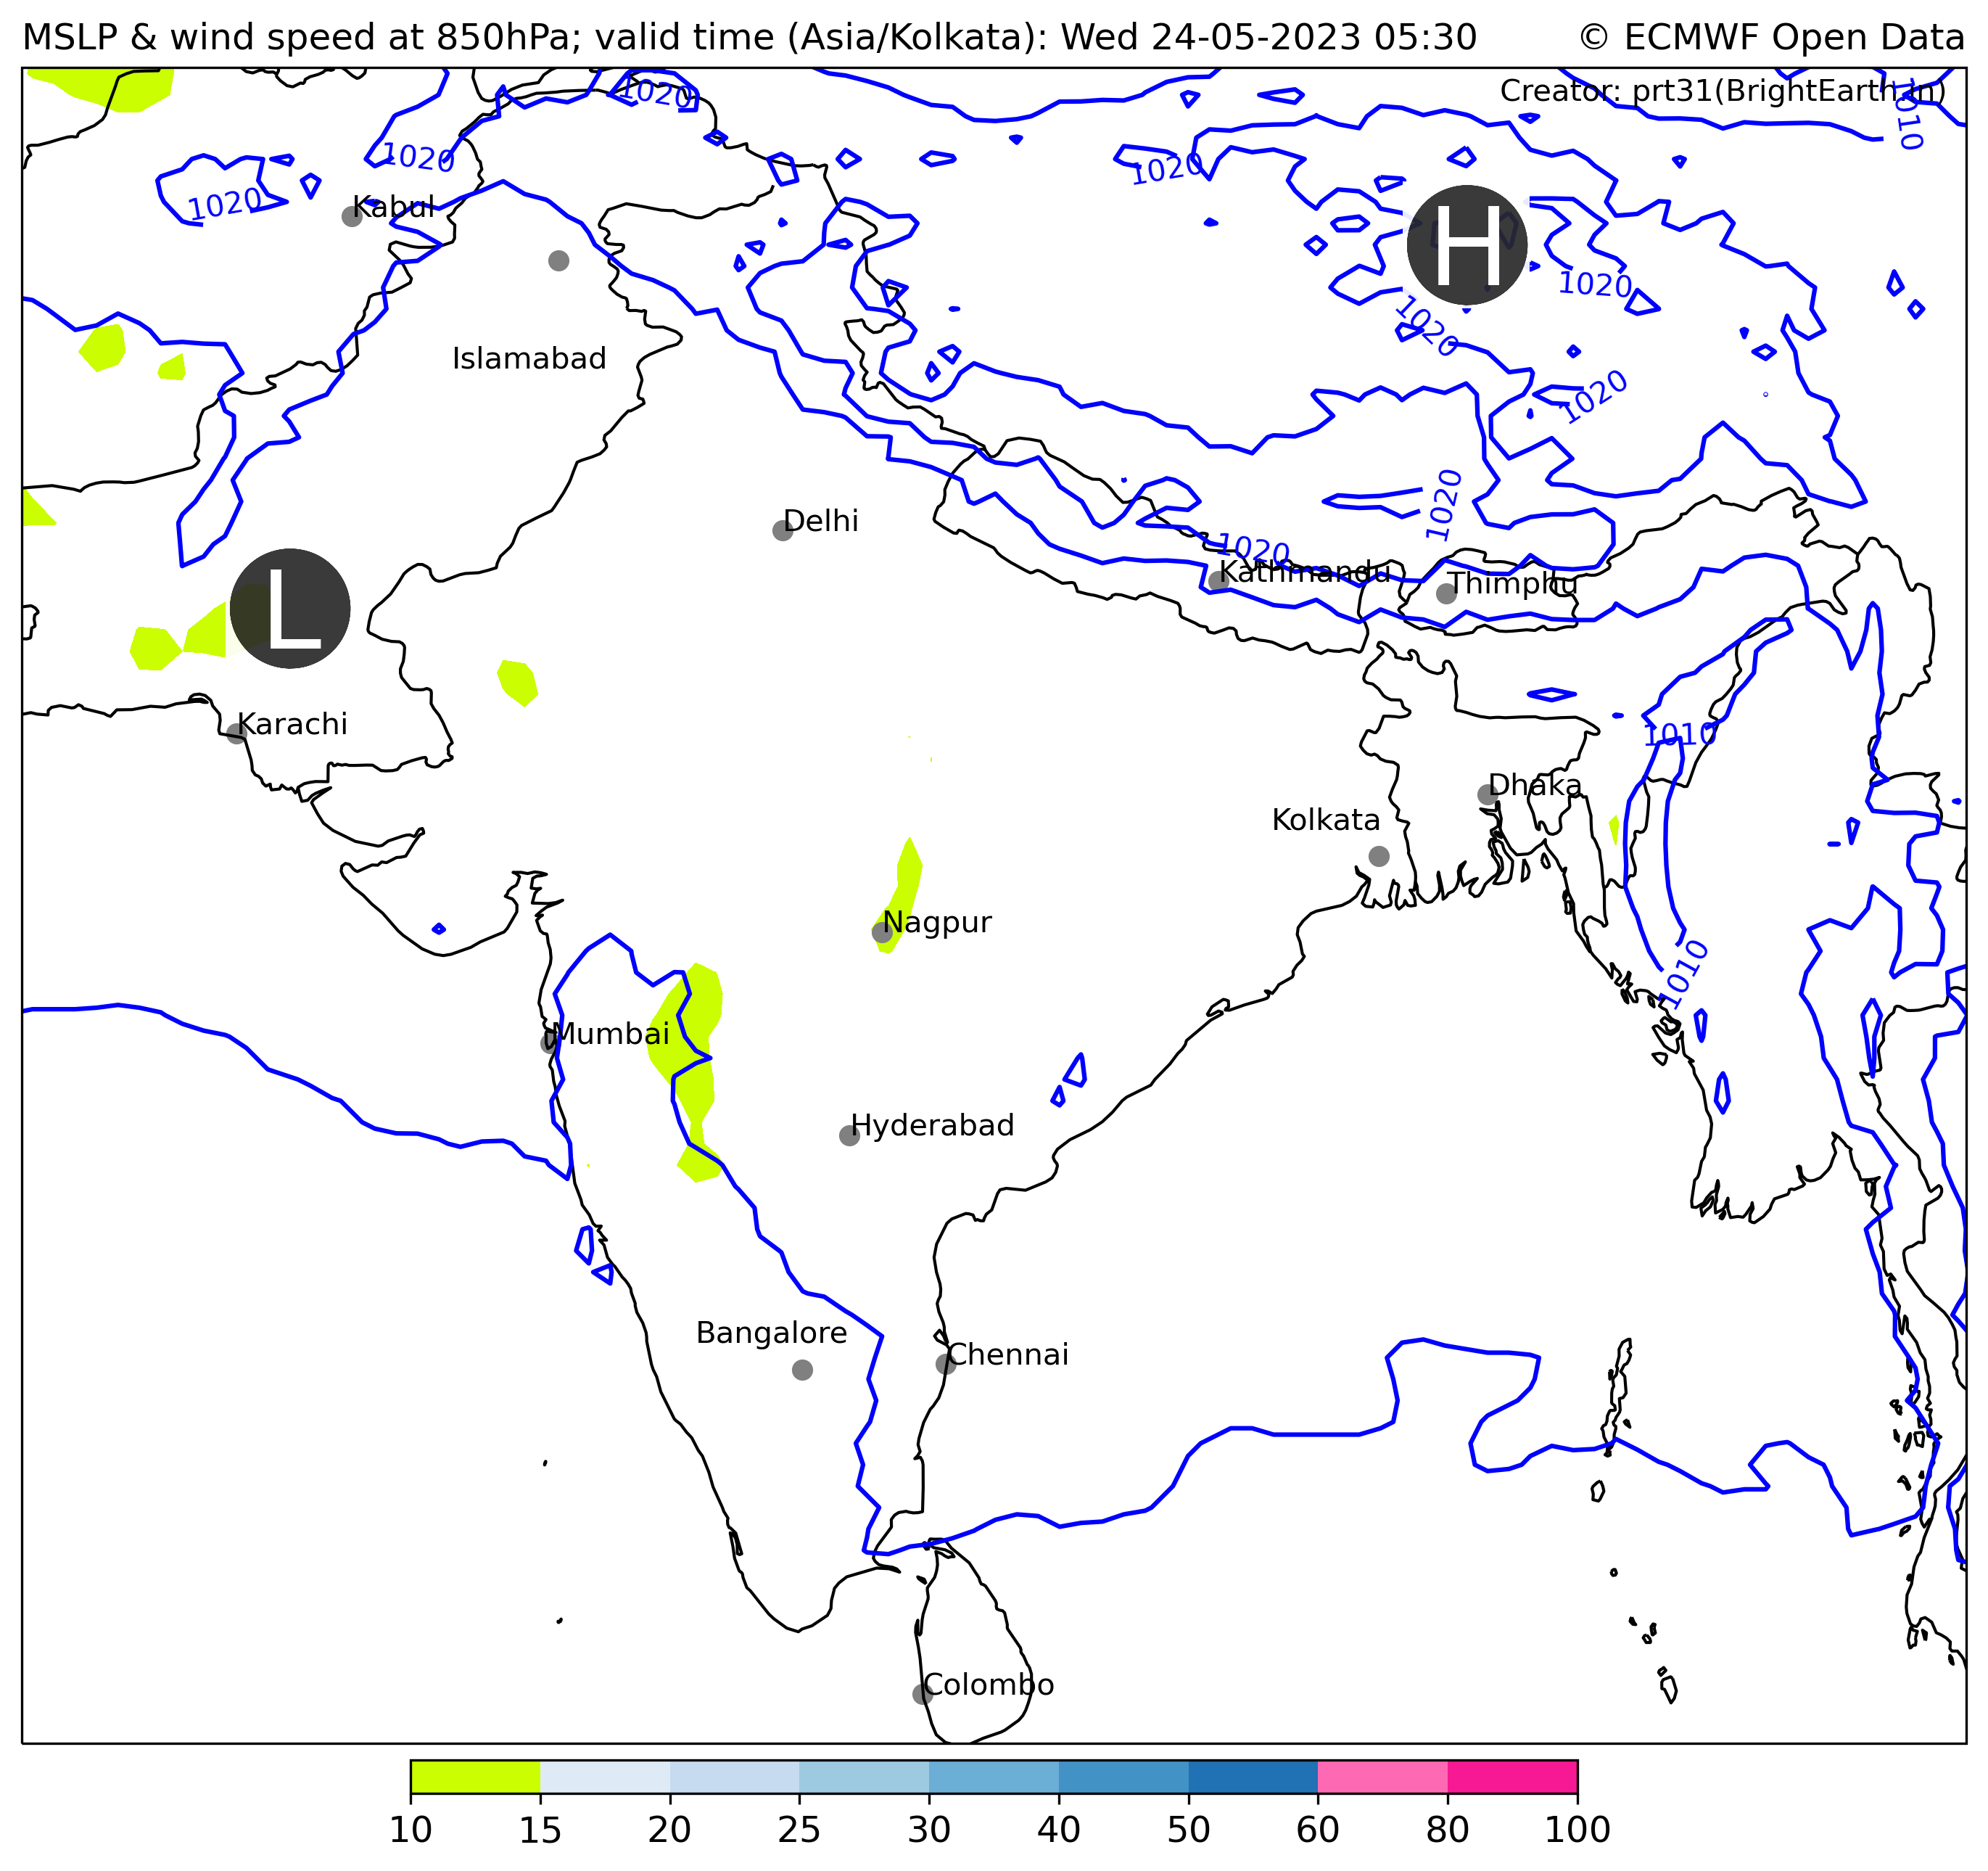 MSLP & wind speed at 850hPa; valid time (Asia/Kolkata): Wed 24-05-2023 05:30
© ECMWF Open Data
Creator: prt31(BrightEarth.in)
1020
1010
1020
1020
1020
Kabul
H
1020
1020
Islamabad
1020
1020
Delhi
1020
Kathmandu
Thimphu
L
Karachi
1010
Dhaka
Kolkata
Nagpur
1010
Mumbai
Hyderabad
Bangalore
Chennai
Colombo
10 15 20 25 30 40 50 60 80 100